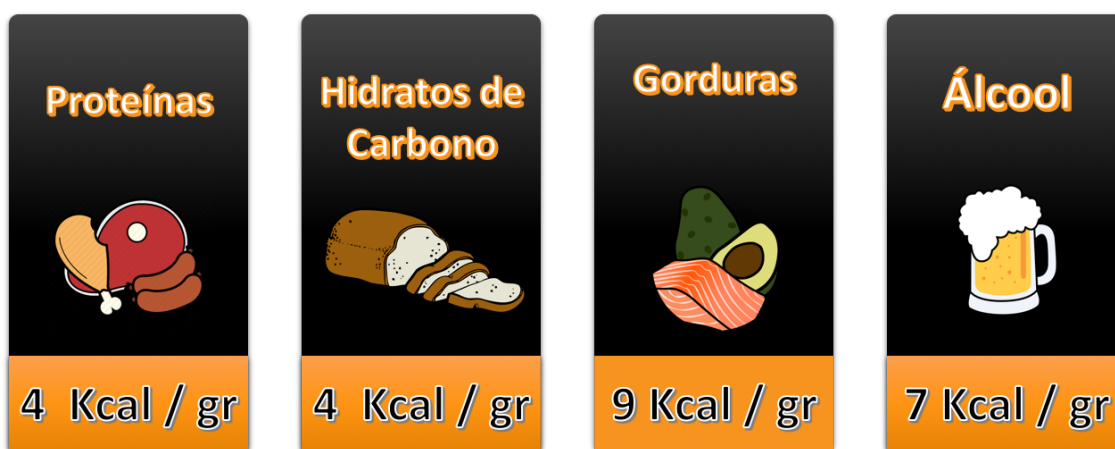 Proteínas
Hidratos de
Carbono
Gorduras
Álcool
4 Kcal / gr
4 Kcal / gr
9 Kcal / gr
7 Kcal / gr